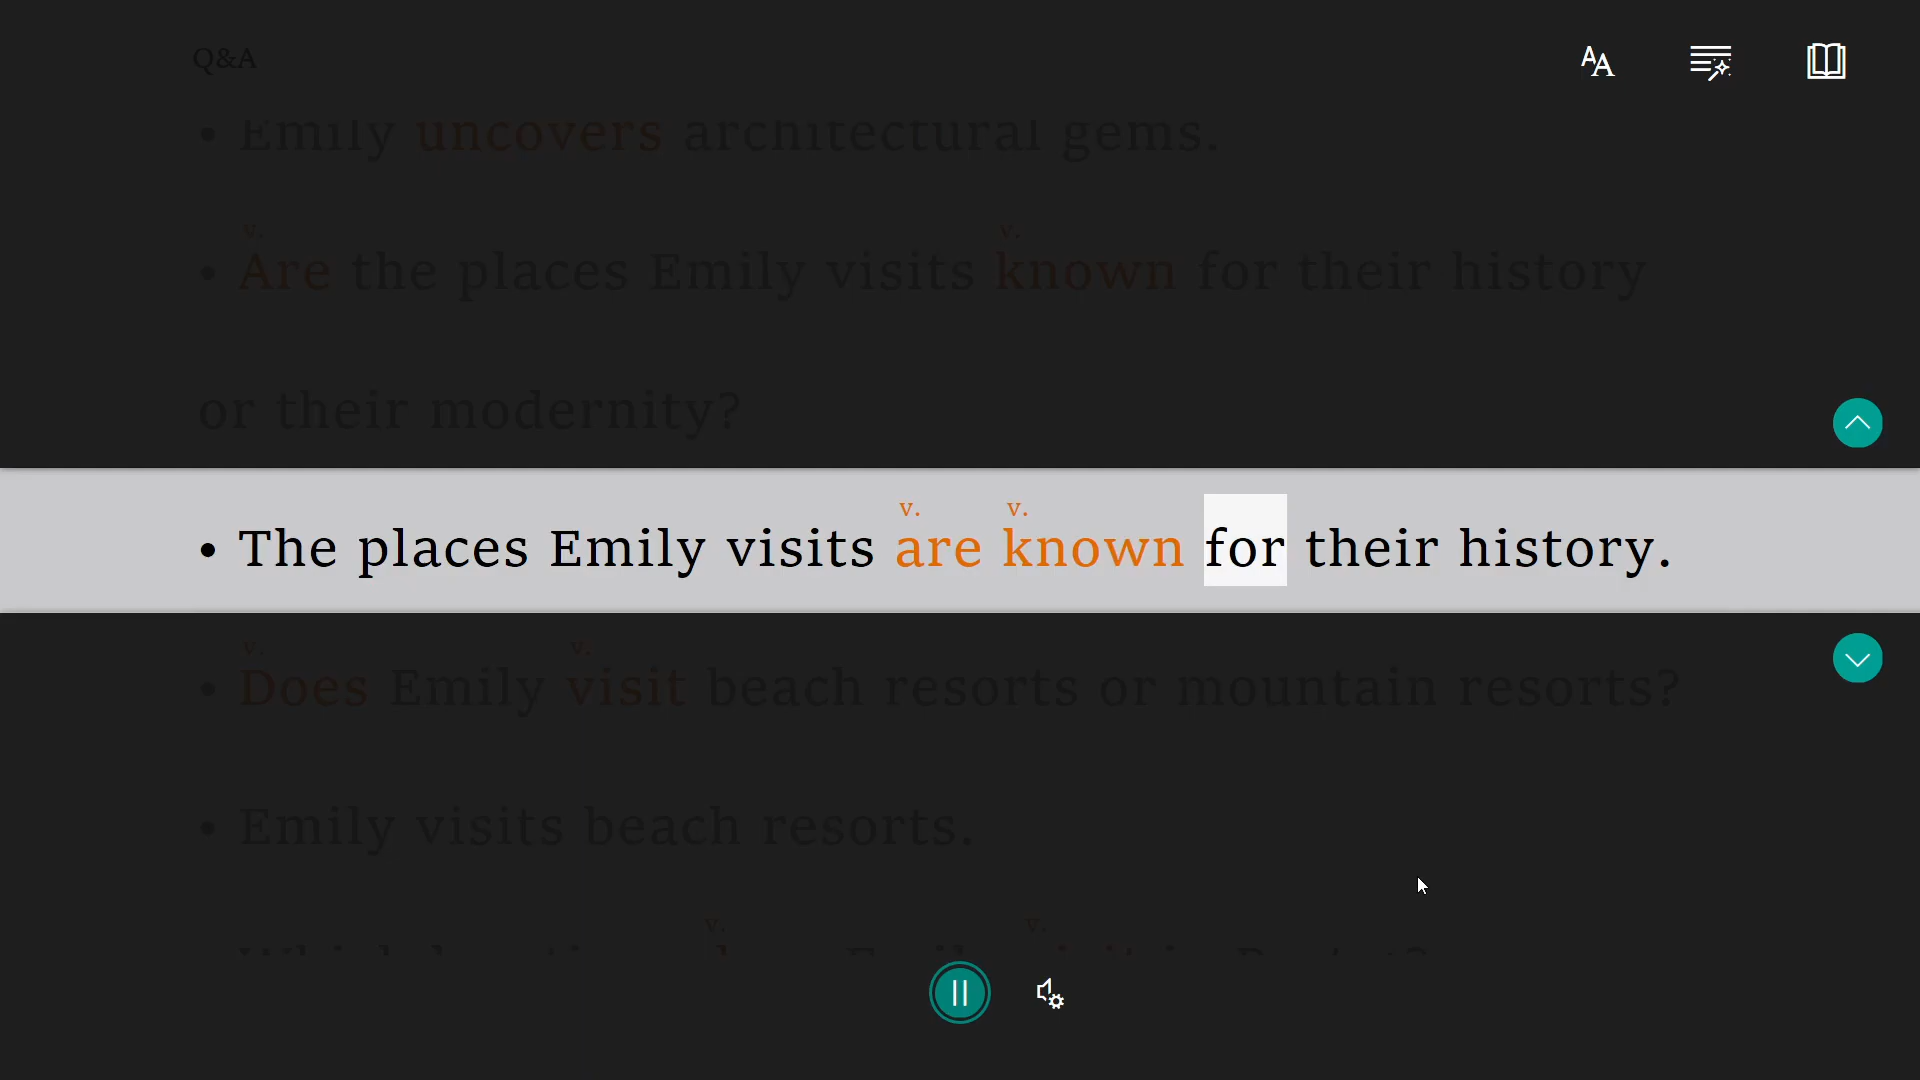 Q&A
• Emily uncovers architectural gems.
v. v.
• Are the places Emily visits known for their history
or their modernity?
v. v.
• The places Emily visits are known for their history.
v. v.
• Does Emily visit beach resorts or mountain resorts?
• Emily visits beach resorts.
v. v.